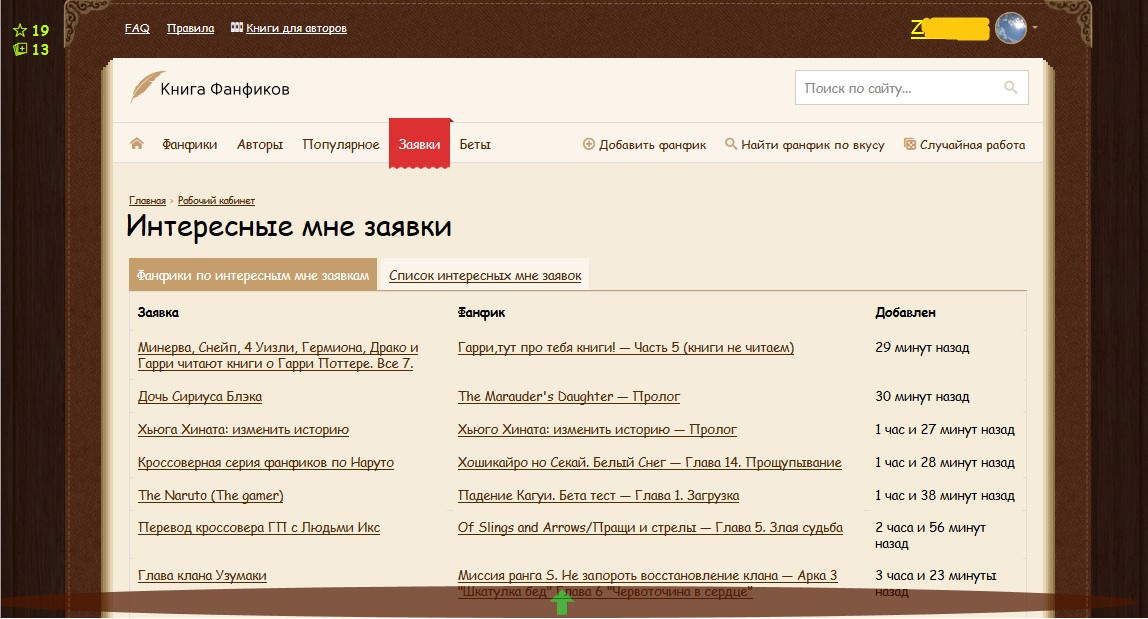 19
13
FAQ Правила Книги для авторов
Z
Книга Фанфиков
Поиск по сайту...
Фанфики Авторы Популярное Заявки Беты Добавить фанфик Найти фанфик по вкусу Случайная работа
Главная › Рабочий кабинет
Интересные мне заявки
Фанфики по интересным мне заявкам Список интересных мне заявок
Заявка Фанфик Добавлен
Минерва, Снейп, 4 Уизли, Гермиона, Драко и
Гарри читают книги о Гарри Поттере. Все 7.
Гарри,тут про тебя книги! — Часть 5 (книги не читаем)
29 минут назад
Дочь Сириуса Блэка
The Marauder's Daughter — Пролог
30 минут назад
Хьюга Хината: изменить историю
Хьюго Хината: изменить историю — Пролог
1 час и 27 минут назад
Кроссоверная серия фанфиков по Наруто
Хошикайро но Секай. Белый Снег — Глава 14. Прощупывание
1 час и 28 минут назад
The Naruto (The gamer)
Падение Кагуи. Бета тест — Глава 1. Загрузка
1 час и 38 минут назад
Перевод кроссовера ГП с Людьми Икс
Of Slings and Arrows/Пращи и стрелы — Глава 5. Злая судьба
2 часа и 56 минут
назад
Глава клана Узумаки
Миссия ранга S. Не запороть восстановление клана — Арка 3
"Шкатулка бед" Глава 6 "Червоточина в сердце"
3 часа и 23 минуты
назад